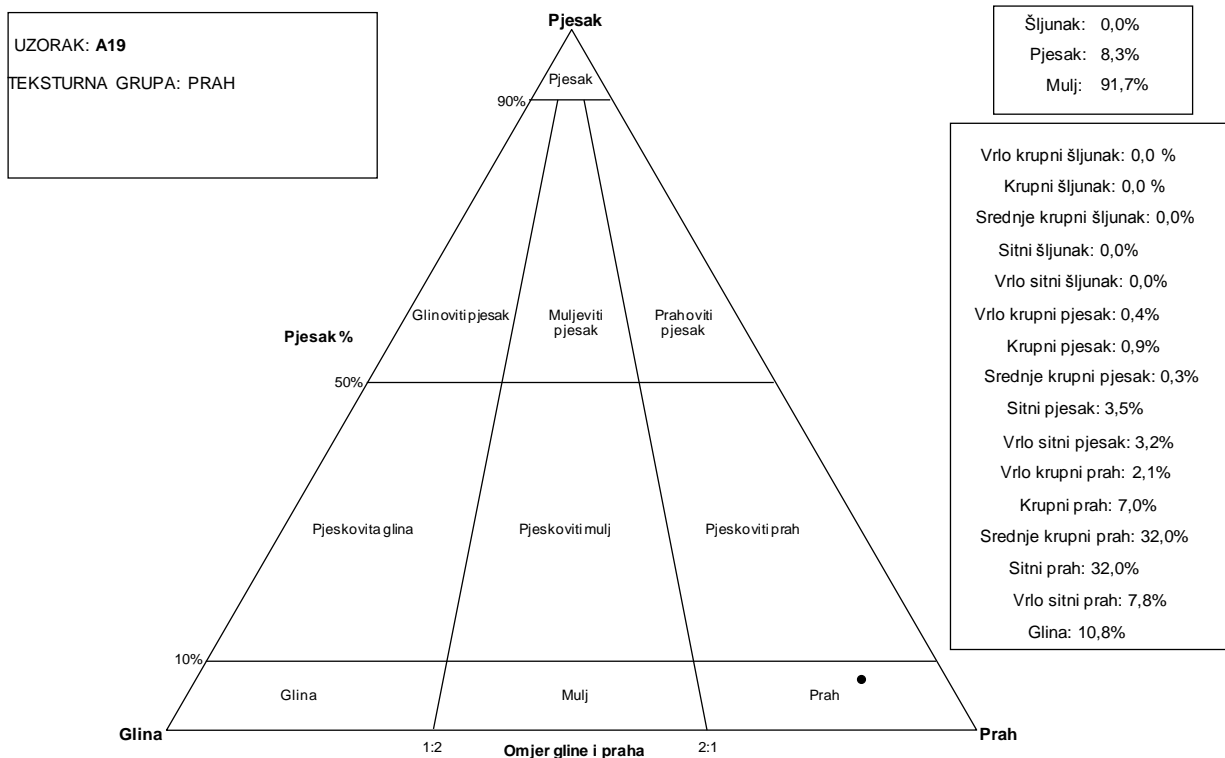 UZORAK: A19
TEKSTURNA GRUPA: PRAH
Pjesak
Pjesak
90%
Glinoviti pjesak
Muljeviti
pjesak
Prahoviti
pjesak
Pjesak %
50%
Pjeskovita glina
Pjeskoviti mulj
Pjeskoviti prah
10%
Glina
Mulj
Prah
Glina
1:2
Omjer gline i praha
2:1
Prah
Šljunak: 0,0%
Pjesak: 8,3%
Mulj: 91,7%
Vrlo krupni šljunak: 0,0 %
Krupni šljunak: 0,0 %
Srednje krupni šljunak: 0,0%
Sitni šljunak: 0,0%
Vrlo sitni šljunak: 0,0%
Vrlo krupni pjesak: 0,4%
Krupni pjesak: 0,9%
Srednje krupni pjesak: 0,3%
Sitni pjesak: 3,5%
Vrlo sitni pjesak: 3,2%
Vrlo krupni prah: 2,1%
Krupni prah: 7,0%
Srednje krupni prah: 32,0%
Sitni prah: 32,0%
Vrlo sitni prah: 7,8%
Glina: 10,8%